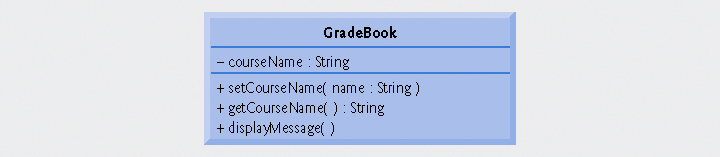 GradeBook
– courseName : String
+ setCourseName( name : String )
+ getCourseName( ) : String
+ displayMessage( )